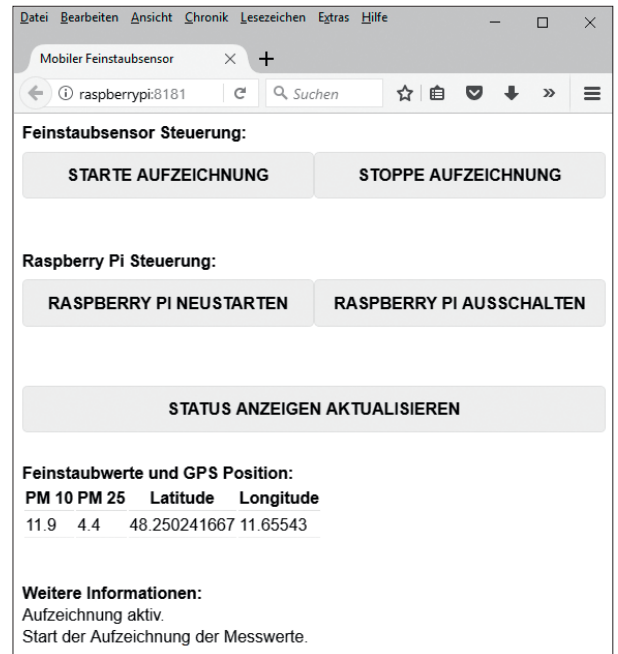 Datei Bearbeiten Ansicht Chronik Lesezeichen Extras Hilfe
Mobiler Feinstaubsensor
raspberrypi:8181 Suchen
Feinstaubsensor Steuerung:
STARTE AUFZEICHNUNG STOPPE AUFZEICHNUNG
Raspberry Pi Steuerung:
RASPBERRY PI NEUSTARTEN RASPBERRY PI AUSSCHALTEN
STATUS ANZEIGEN AKTUALISIEREN
Feinstaubwerte und GPS Position:
PM 10 PM 25 Latitude Longitude
11.9 4.4 48.250241667 11.65543
Weitere Informationen:
Aufzeichnung aktiv.
Start der Aufzeichnung der Messwerte.